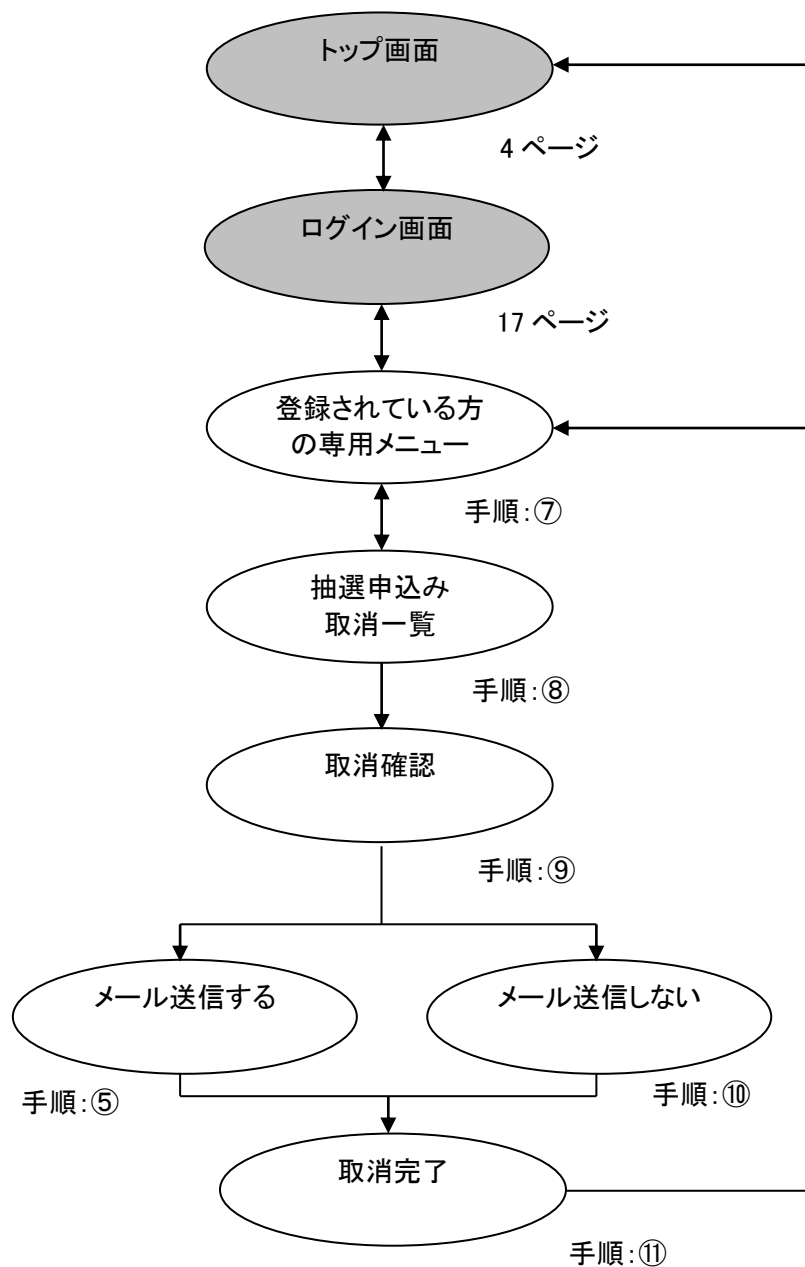 トップ画面
4 ページ
ログイン画面
17 ページ
登録されている方
の専用メニュー
手順:⑦
抽選申込み
取消一覧
手順:⑧
取消確認
手順:⑨
メール送信する
メール送信しない
手順:⑤
手順:⑩
取消完了
手順:⑪